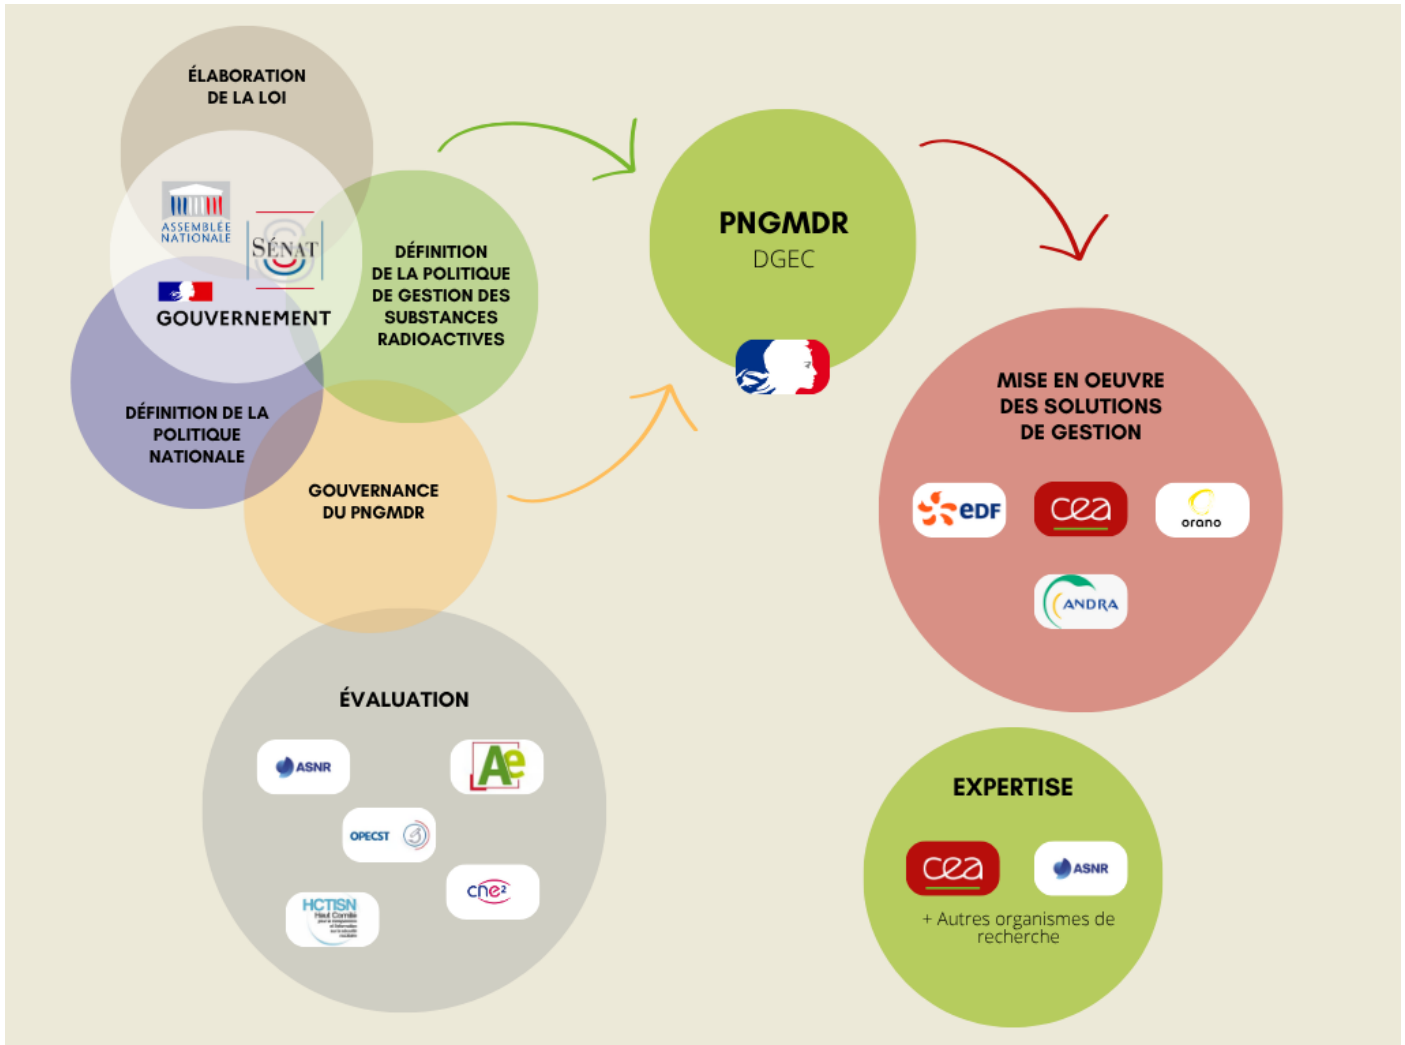 ÉLABORATION
DE LA LOI
ASSEMBLÉE
NATIONALE
SÉNAT
GOUVERNEMENT
DÉFINITION
DE LA POLITIQUE
DE GESTION DES
SUBSTANCES
RADIOACTIVES
DÉFINITION DE LA
POLITIQUE
NATIONALE
GOUVERNANCE
DU PNGMDR
PNGMDR
DGEC
MISE EN OEUVRE
DES SOLUTIONS
DE GESTION
eDF
cea
orano
ANDRA
ÉVALUATION
ASNR
Ae
OPECST
cne²
HCTISN
Haut Comité
EXPERTISE
cea
ASNR
+ Autres organismes de
recherche